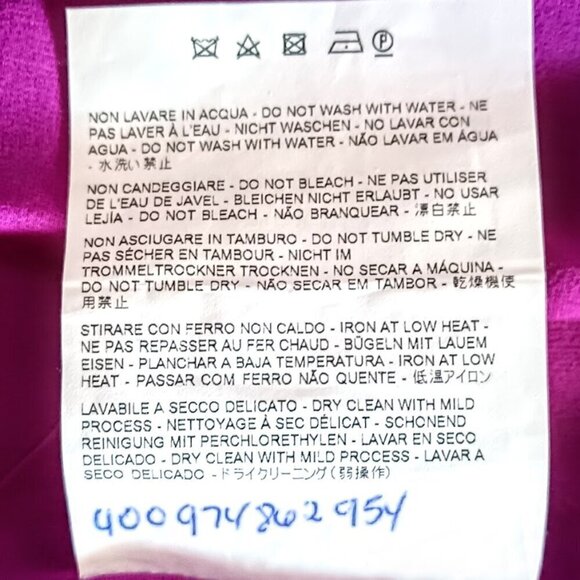 P
NON LAVARE IN ACQUA - DO NOT WASH WITH WATER - NE
PAS LAVER À L'EAU - NICHT WASCHEN - NO LAVAR CON
AGUA - DO NOT WASH WITH WATER - NÃO LAVAR EM ÁGUA
- 水洗い禁止
NON CANDEGGIARE - DO NOT BLEACH - NE PAS UTILISER
DE L'EAU DE JAVEL - BLEICHEN NICHT ERLAUBT - NO USAR
LEJÍA - DO NOT BLEACH - NÃO BRANQUEAR - 漂白禁止
NON ASCIUGARE IN TAMBURO - DO NOT TUMBLE DRY - NE
PAS SÉCHER EN TAMBOUR - NICHT IM
TROMMELTROCKNER TROCKNEN - NO SECAR A MÁQUINA -
DO NOT TUMBLE DRY - NÃO SECAR EM TAMBOR - 乾燥機使
用禁止
STIRARE CON FERRO NON CALDO - IRON AT LOW HEAT -
NE PAS REPASSER AU FER CHAUD - BÜGELN MIT LAUEM
EISEN - PLANCHAR A BAJA TEMPERATURA - IRON AT LOW
HEAT - PASSAR COM FERRO NÃO QUENTE - 低温アイロン
LAVABILE A SECCO DELICATO - DRY CLEAN WITH MILD
PROCESS - NETTOYAGE À SEC DÉLICAT - SCHONEND
REINIGUNG MIT PERCHLORETHYLEN - LAVAR EN SECO
DELICADO - DRY CLEAN WITH MILD PROCESS - LAVAR A
SECO DELICADO - ドライクリーニング(弱操作)
400974862954